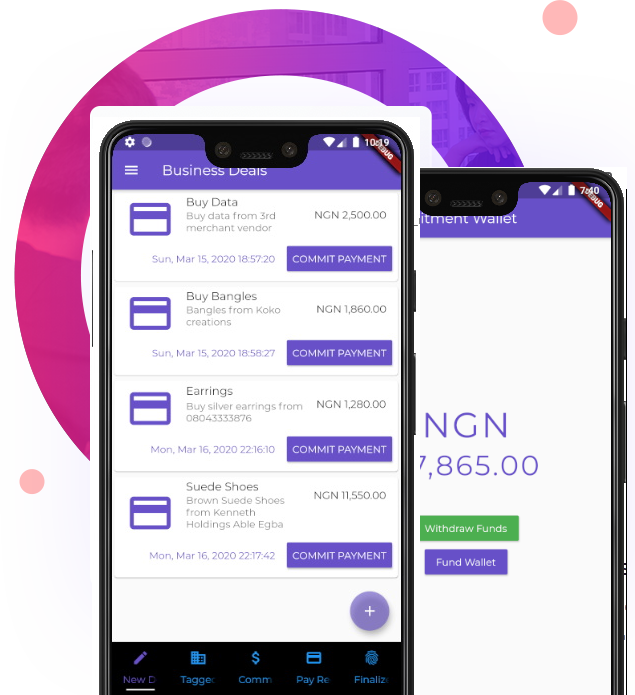 10:19
DEBUG
Business Deals
Buy Data
Buy data from 3rd
merchant vendor
NGN 2,500.00
Sun, Mar 15, 2020 18:57:20
COMMIT PAYMENT
Buy Bangles
Bangles from Koko
creations
NGN 1,860.00
Sun, Mar 15, 2020 18:58:27
COMMIT PAYMENT
Earrings
Buy silver earrings from
08043333876
NGN 1,280.00
Mon, Mar 16, 2020 22:16:10
COMMIT PAYMENT
Suede Shoes
Brown Suede Shoes
from Kenneth
Holdings Able Egba
NGN 11,550.00
Mon, Mar 16, 2020 22:17:42
COMMIT PAYMENT
+
New D
Tagged
Comm
Pay Re
Finaliz
7:40
DEBUG
itment Wallet
NGN
7,865.00
Withdraw Funds
Fund Wallet